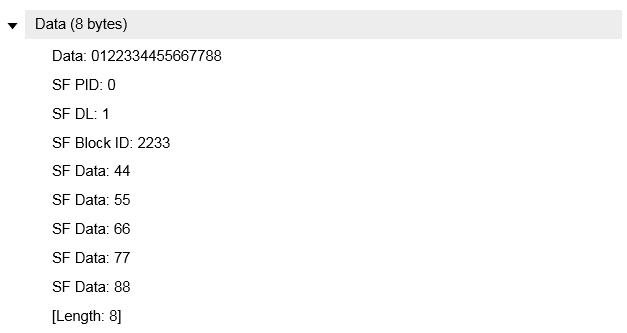 Data (8 bytes)
Data: 0122334455667788
SF PID: 0
SF DL: 1
SF Block ID: 2233
SF Data: 44
SF Data: 55
SF Data: 66
SF Data: 77
SF Data: 88
[Length: 8]